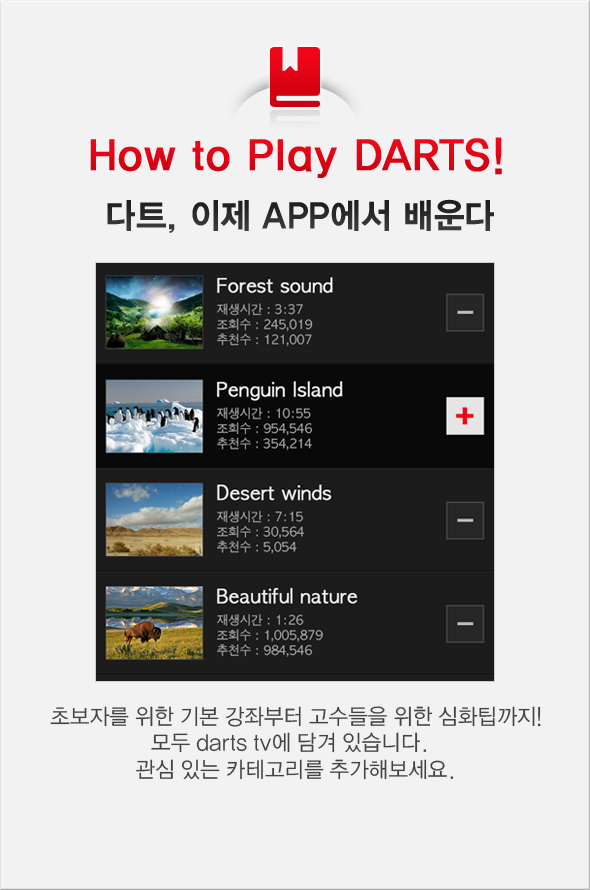 How to Play DARTS!
다트, 이제 APP에서 배운다
Forest sound
재생시간 : 3:37
조회수 : 245,019
추천수 : 121,007
Penguin Island
재생시간 : 10:55
조회수 : 954,546
추천수 : 354,214
Desert winds
재생시간 : 7:15
조회수 : 30,564
추천수 : 5,054
Beautiful nature
재생시간 : 1:26
조회수 : 1,005,879
추천수 : 984,546
초보자를 위한 기본 강좌부터 고수들을 위한 심화팁까지!
모두 darts tv에 담겨 있습니다.
관심 있는 카테고리를 추가해보세요.